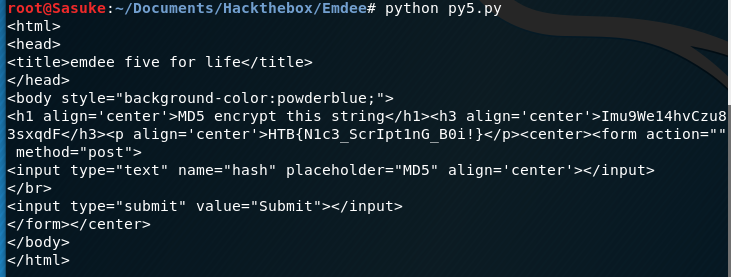 root@Sasuke:~/Documents/Hackthebox/Emdee# python py5.py
<html>
<head>
<title>emdee five for life</title>
</head>
<body style="background-color:powderblue;">
<h1 align='center'>MD5 encrypt this string</h1><h3 align='center'>Imu9We14hvCzu8
3sxqdF</h3><p align='center'>HTB{N1c3_ScrIpt1nG_B0i!}</p><center><form action=""
 method="post">
<input type="text" name="hash" placeholder="MD5" align='center'></input>
</br>
<input type="submit" value="Submit"></input>
</form></center>
</body>
</html>